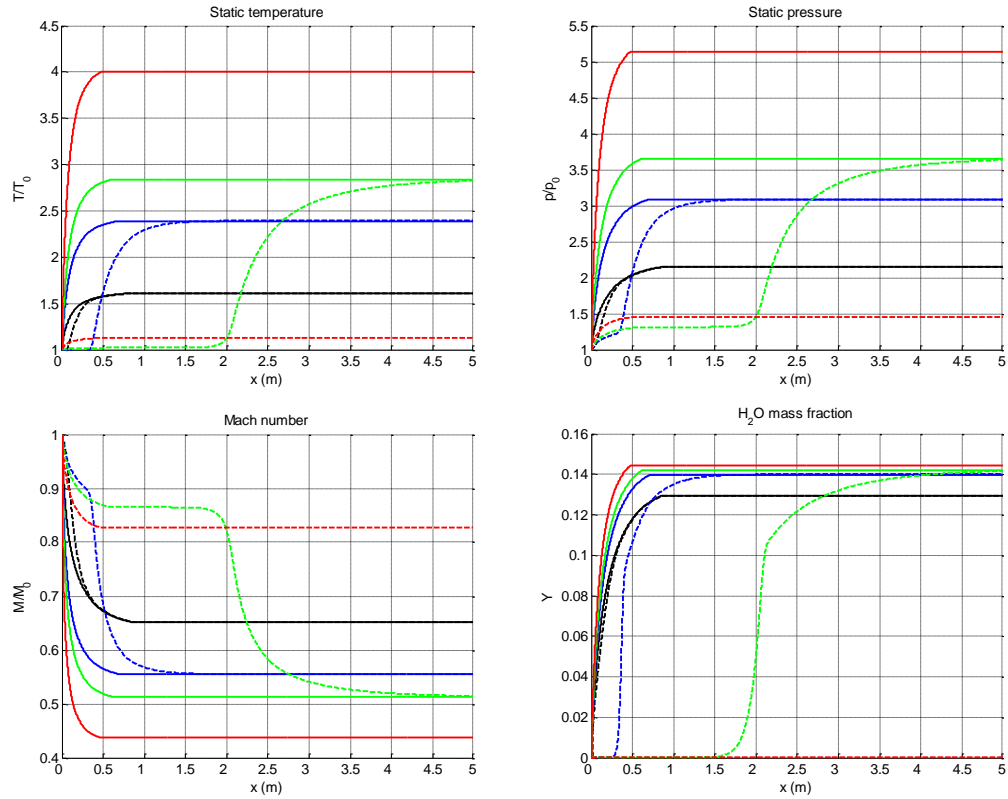 Static temperature
4.5
4
3.5
3
2.5
2
1.5
1
0 0.5 1 1.5 2 2.5 3 3.5 4 4.5 5
x (m)
T/T0
Static pressure
5.5
5
4.5
4
3.5
3
2.5
2
1.5
1
0 0.5 1 1.5 2 2.5 3 3.5 4 4.5 5
x (m)
p/p0
Mach number
1
0.9
0.8
0.7
0.6
0.5
0.4
0 0.5 1 1.5 2 2.5 3 3.5 4 4.5 5
x (m)
M/M0
H2O mass fraction
0.16
0.14
0.12
0.1
0.08
0.06
0.04
0.02
0
0 0.5 1 1.5 2 2.5 3 3.5 4 4.5 5
x (m)
Y